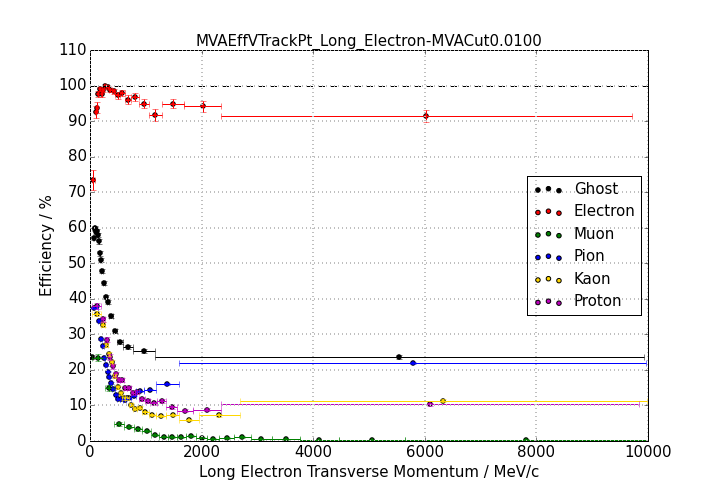 MVAEffVTrackPt_Long_Electron-MVACut0.0100
110
100
90
80
70
60
50
40
30
20
10
0
Efficiency / %
Ghost
Electron
Muon
Pion
Kaon
Proton
0 2000 4000 6000 8000 10000
Long Electron Transverse Momentum / MeV/c